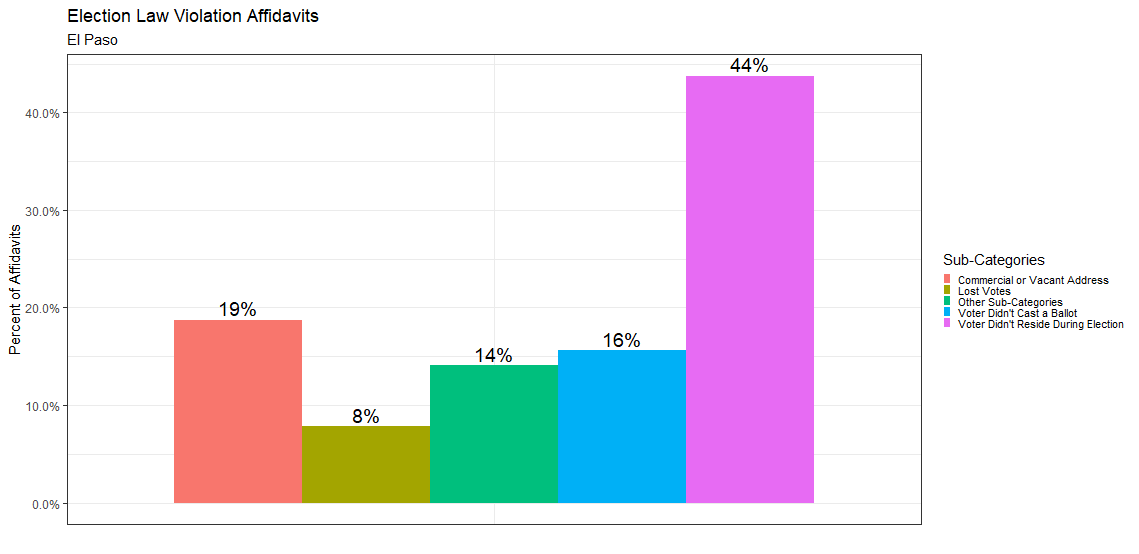 Election Law Violation Affidavits
El Paso
44%
40.0%
30.0%
Percent of Affidavits
Sub-Categories
Commercial or Vacant Address
Lost Votes
Other Sub-Categories
Voter Didn't Cast a Ballot
Voter Didn't Reside During Election
20.0%
19%
16%
14%
10.0%
8%
0.0%